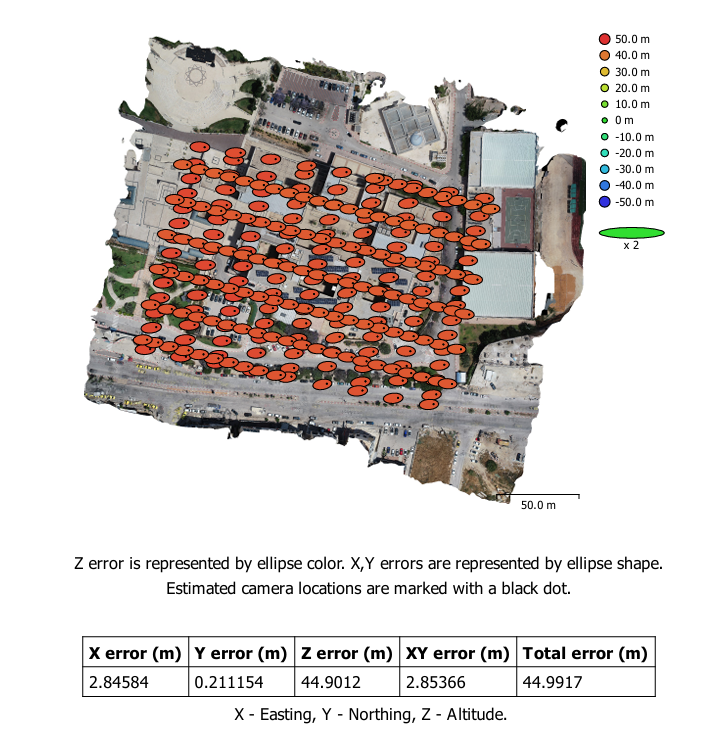 50.0 m
40.0 m
30.0 m
20.0 m
10.0 m
0 m
-10.0 m
-20.0 m
-30.0 m
-40.0 m
-50.0 m
x 2
50.0 m
Z error is represented by ellipse color. X,Y errors are represented by ellipse shape.
Estimated camera locations are marked with a black dot.
X error (m) Y error (m) Z error (m) XY error (m) Total error (m)
2.84584 0.211154 44.9012 2.85366 44.9917
X - Easting, Y - Northing, Z - Altitude.